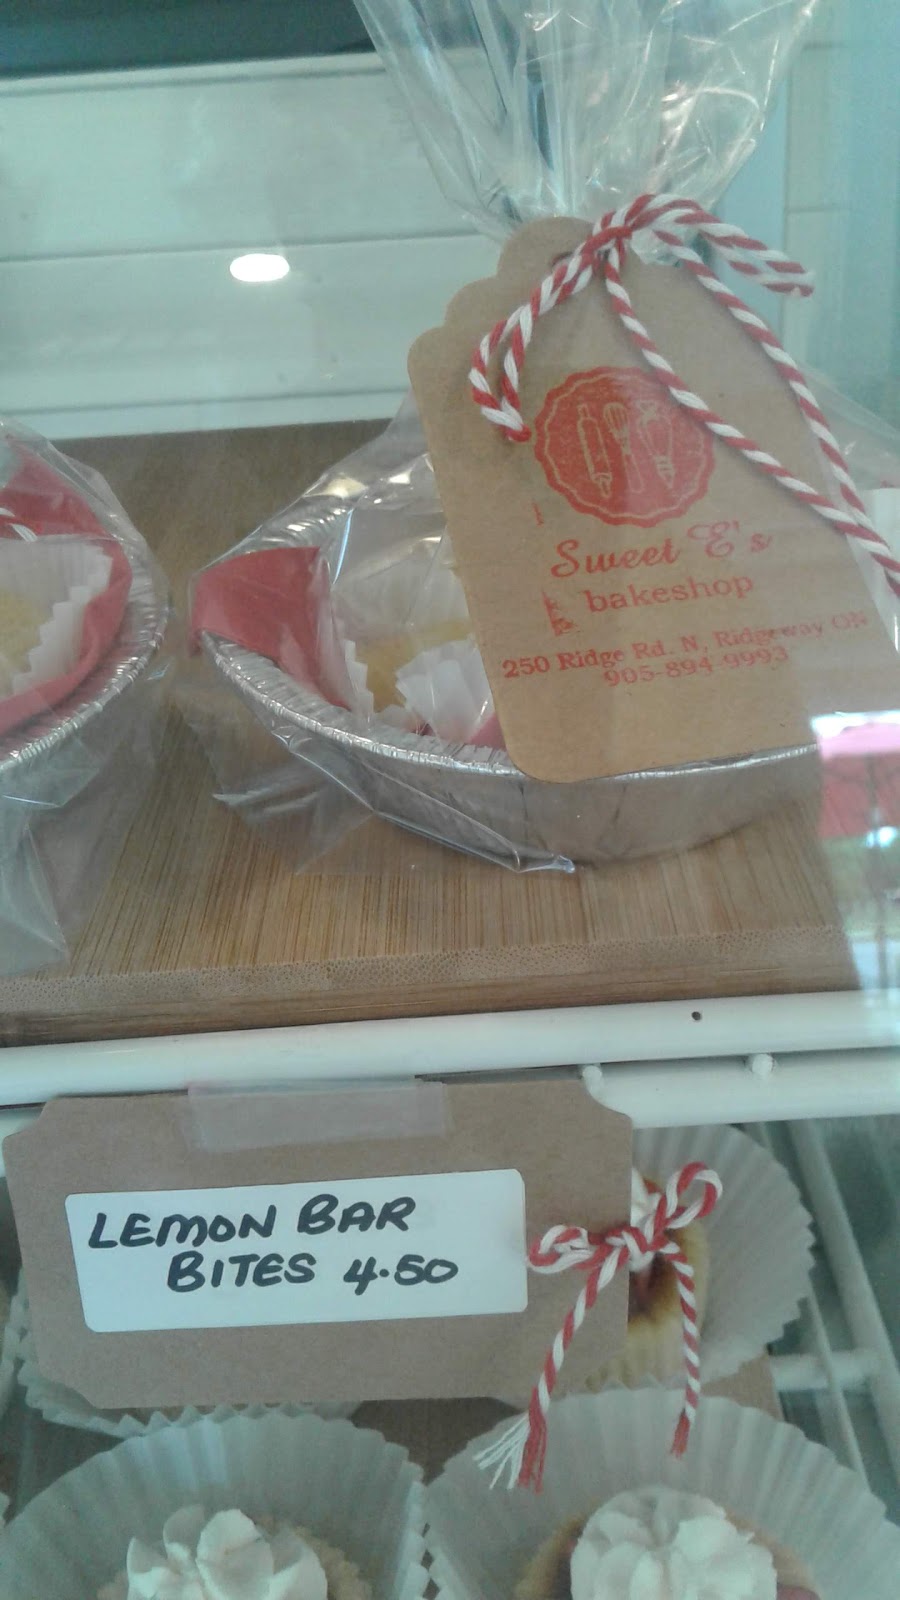 Sweet E's
bakeshop
250 Ridge Rd. N, Ridgeway ON
905-894-9993
LEMON BAR
BITES 4.50